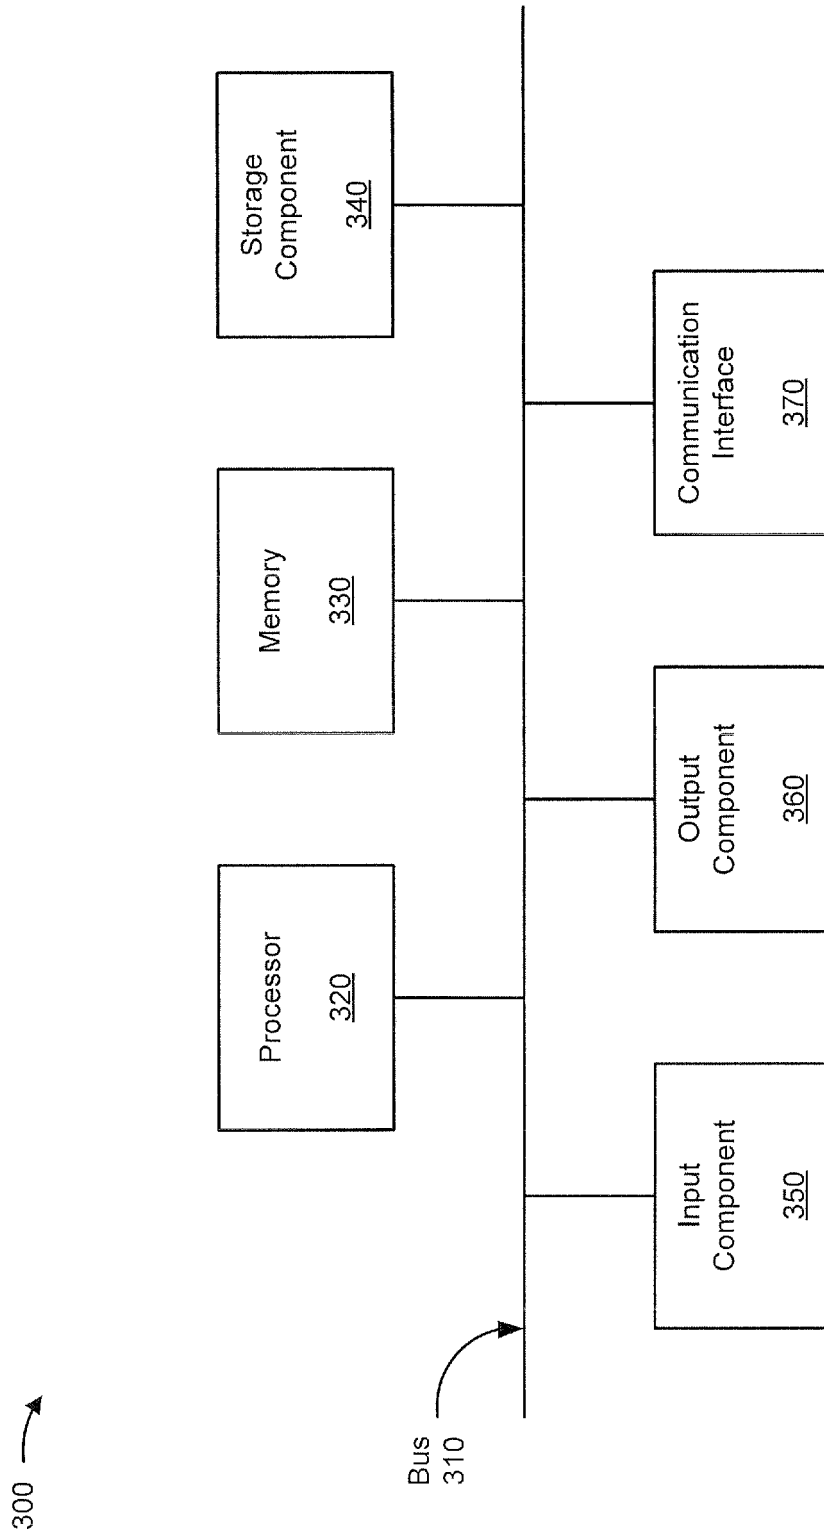 300
Bus
310
Processor
320
Memory
330
Storage
Component
340
Input
Component
350
Output
Component
360
Communication
Interface
370